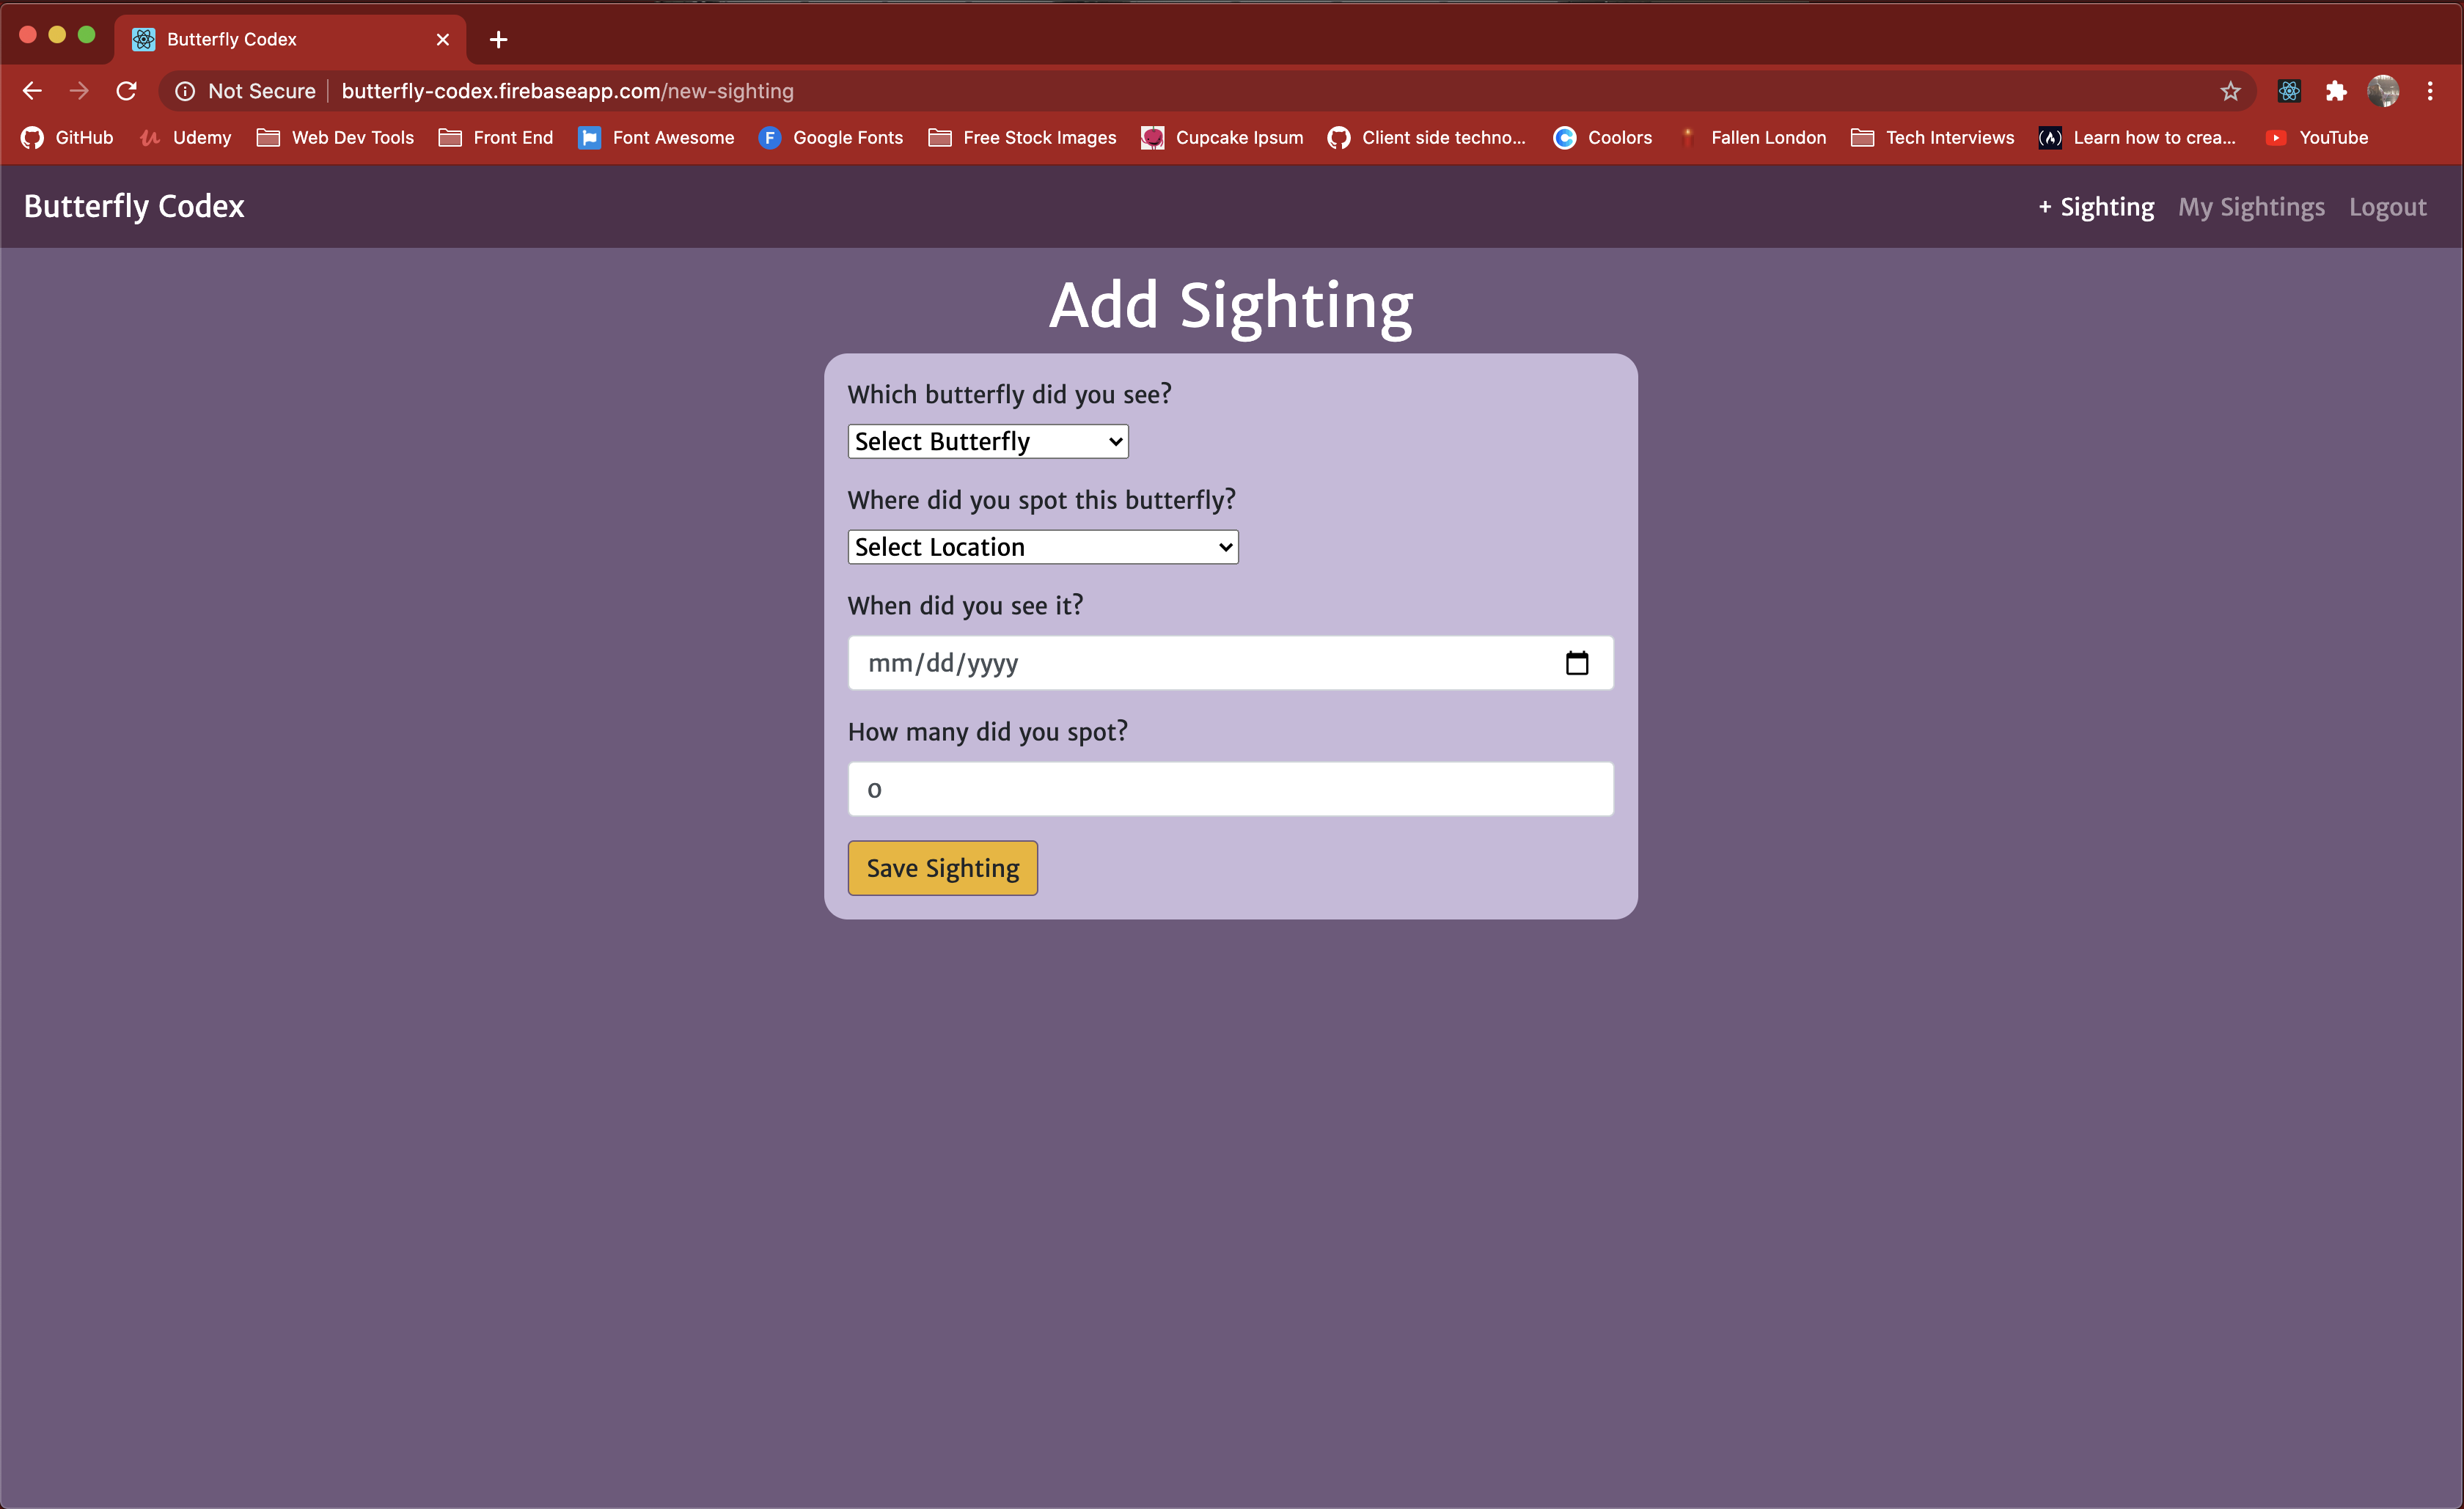 Butterfly Codex
Not Secure butterfly-codex.firebaseapp.com/new-sighting
GitHub Udemy Web Dev Tools Front End Font Awesome Google Fonts Free Stock Images Cupcake Ipsum Client side techno... Coolors Fallen London Tech Interviews Learn how to crea... YouTube
Butterfly Codex + Sighting My Sightings Logout
Add Sighting
Which butterfly did you see?
Select Butterfly
Where did you spot this butterfly?
Select Location
When did you see it?
mm/dd/yyyy
How many did you spot?
0
Save Sighting